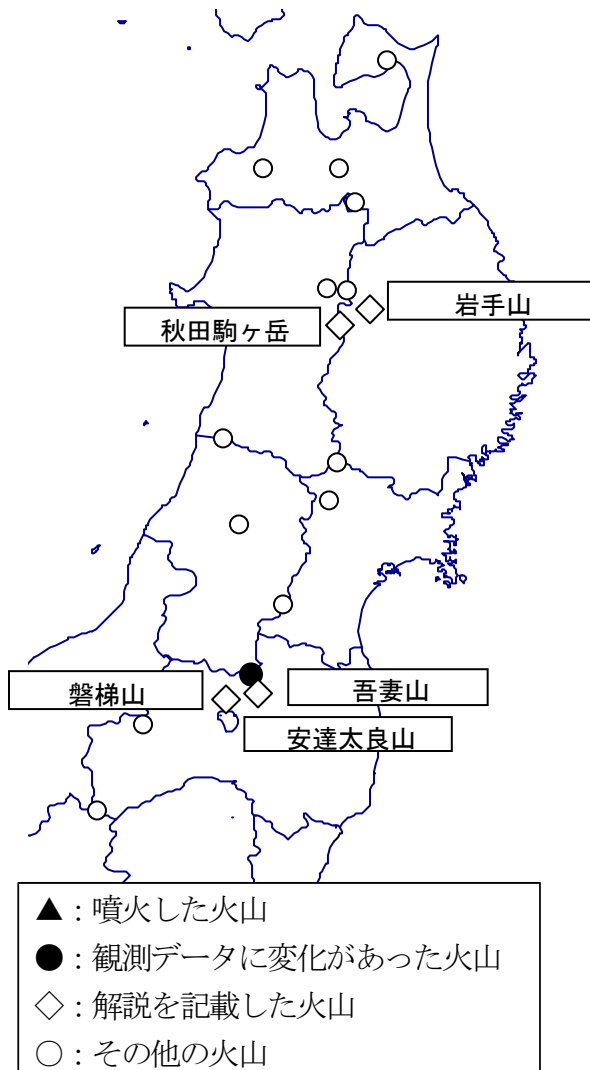 岩手山
秋田駒ヶ岳
磐梯山
吾妻山
安達太良山
▲：噴火した火山
●：観測データに変化があった火山
◇：解説を記載した火山
○：その他の火山